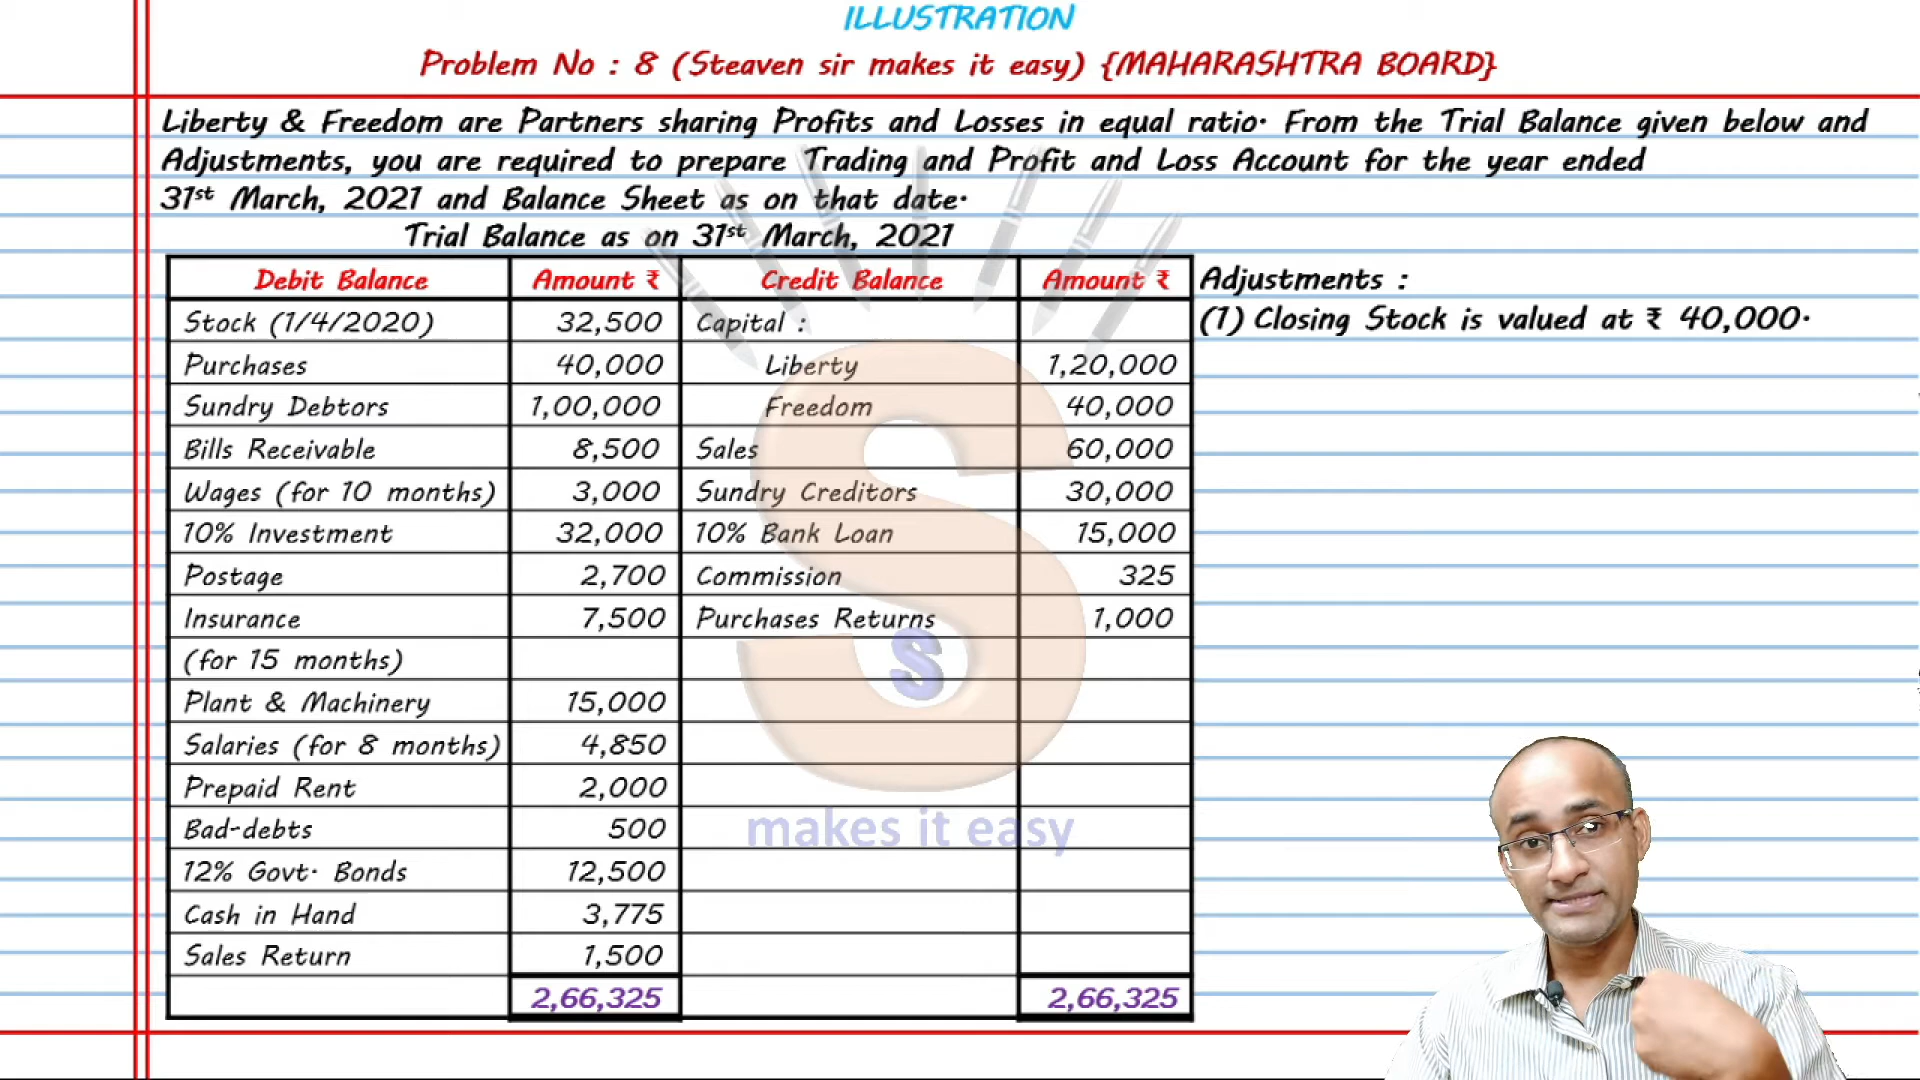 ILLUSTRATION
Problem No : 8 (Steaven sir makes it easy) {MAHARASHTRA BOARD}
Liberty & Freedom are Partners sharing Profits and Losses in equal ratio. From the Trial Balance given below and
Adjustments, you are required to prepare Trading and Profit and Loss Account for the year ended
31st March, 2021 and Balance Sheet as on that date.
Trial Balance as on 31st March, 2021
Debit Balance Amount ₹ Credit Balance Amount ₹ Adjustments :
Stock (1/4/2020) 32,500 Capital : (1) Closing Stock is valued at ₹ 40,000.
Purchases 40,000 Liberty 1,20,000
Sundry Debtors 1,00,000 Freedom 40,000
Bills Receivable 8,500 Sales 60,000
Wages (for 10 months) 3,000 Sundry Creditors 30,000
10% Investment 32,000 10% Bank Loan 15,000
Postage 2,700 Commission 325
Insurance 7,500 Purchases Returns 1,000
(for 15 months)
Plant & Machinery 15,000
Salaries (for 8 months) 4,850
Prepaid Rent 2,000
Bad-debts 500
12% Govt. Bonds 12,500
Cash in Hand 3,775
Sales Return 1,500
2,66,325 2,66,325
S
S
makes it easy